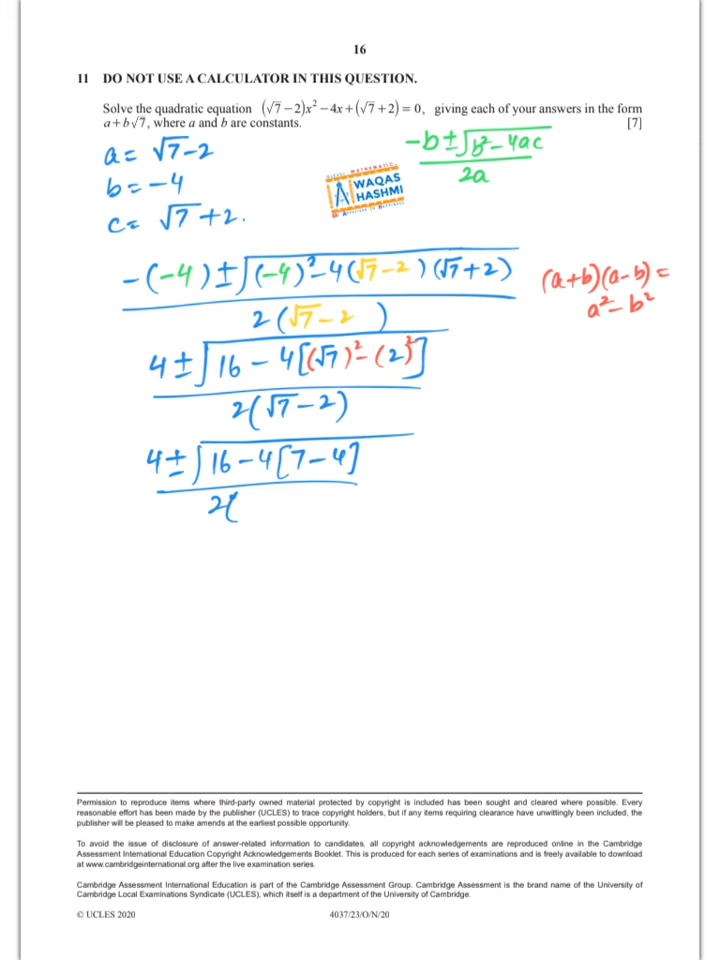 16
11 DO NOT USE A CALCULATOR IN THIS QUESTION.
Solve the quadratic equation (√7 − 2)x² − 4x + (√7 + 2) = 0, giving each of your answers in the form
a + b√7, where a and b are constants. [7]
a = √7 − 2
b = −4
c = √7 + 2.
−b ± √b² − 4ac
2a
MATHEMATIC
WAQAS
HASHMI
−(−4) ± √(−4)² − 4(√7 − 2)(√7 + 2)
2(√7 − 2)
(a+b)(a−b) =
a² − b²
4 ± √16 − 4[(√7)² − (2)²]
2(√7 − 2)
4 ± √16 − 4[7 − 4]
2(
Permission to reproduce items where third-party owned material protected by copyright is included has been sought and cleared where possible. Every
reasonable effort has been made by the publisher (UCLES) to trace copyright holders, but if any items requiring clearance have unwittingly been included, the
publisher will be pleased to make amends at the earliest possible opportunity.
To avoid the issue of disclosure of answer-related information to candidates, all copyright acknowledgements are reproduced online in the Cambridge
Assessment International Education Copyright Acknowledgements Booklet. This is produced for each series of examinations and is freely available to download
at www.cambridgeinternational.org after the live examination series.
Cambridge Assessment International Education is part of the Cambridge Assessment Group. Cambridge Assessment is the brand name of the University of
Cambridge Local Examinations Syndicate (UCLES), which itself is a department of the University of Cambridge.
© UCLES 2020 4037/23/O/N/20